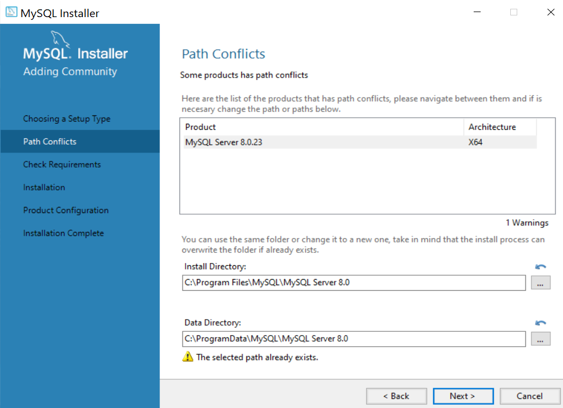 MySQL Installer
MySQL. Installer
Adding Community
Choosing a Setup Type
Path Conflicts
Check Requirements
Installation
Product Configuration
Installation Complete
Path Conflicts
Some products has path conflicts
Here are the list of the products that has path conflicts, please navigate between them and if is
necesary change the path or paths below.
Product Architecture
MySQL Server 8.0.23 X64
1 Warnings
You can use the same folder or change it to a new one, take in mind that the install process can
overwrite the folder if already exists.
Install Directory:
C:\Program Files\MySQL\MySQL Server 8.0
...
Data Directory:
C:\ProgramData\MySQL\MySQL Server 8.0
...
The selected path already exists.
< Back Next > Cancel